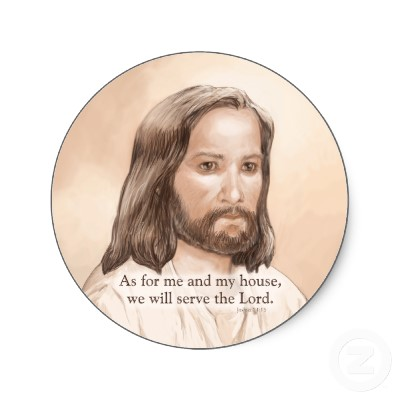 As for me and my house,
we will serve the Lord.